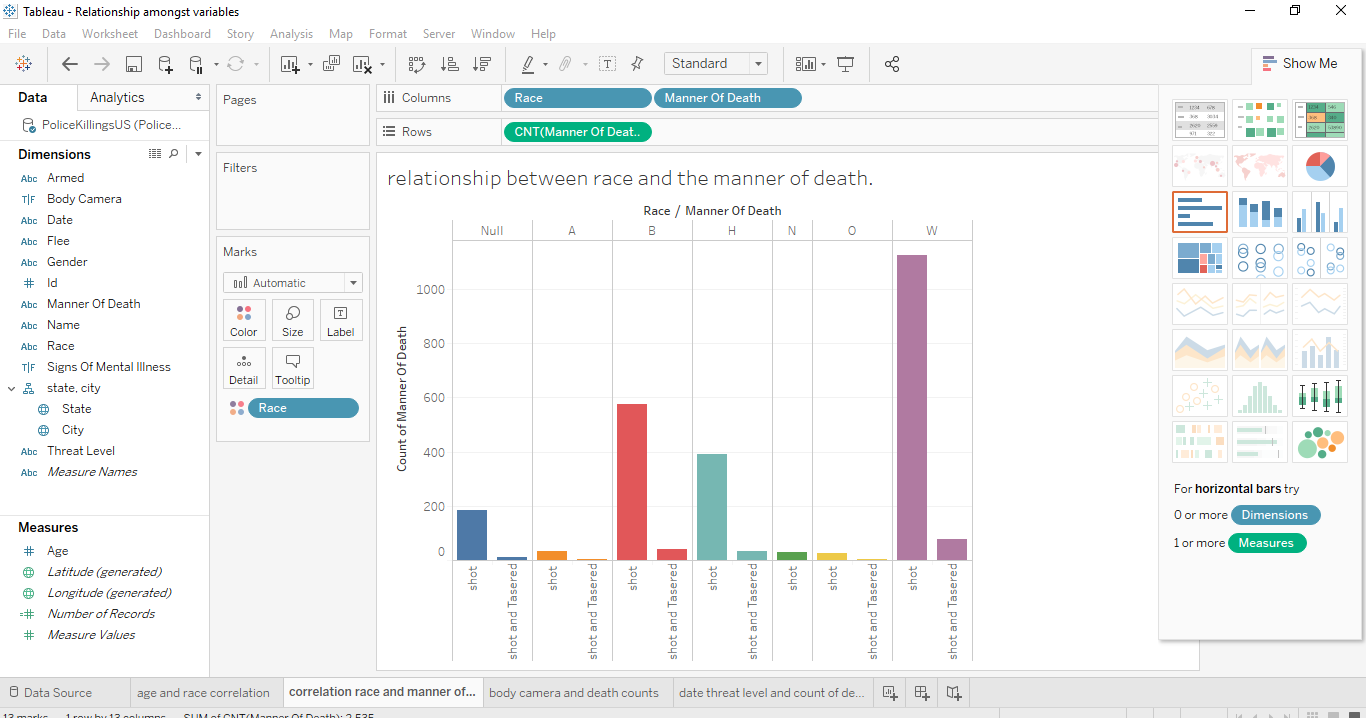 Tableau - Relationship amongst variables
File Data Worksheet Dashboard Story Analysis Map Format Server Window Help
Standard
Show Me
Data Analytics
PoliceKillingsUS (Police...
Dimensions
Abc Armed
T|F Body Camera
Abc Date
Abc Flee
Abc Gender
# Id
Abc Manner Of Death
Abc Name
Abc Race
T|F Signs Of Mental Illness
state, city
State
City
Abc Threat Level
Abc Measure Names
Measures
# Age
Latitude (generated)
Longitude (generated)
=# Number of Records
# Measure Values
Pages
Filters
Marks
Automatic
Color Size Label
Detail Tooltip
Race
Columns Race Manner Of Death
Rows CNT(Manner Of Deat..
relationship between race and the manner of death.
Race / Manner Of Death
Null A B H N O W
Count of Manner Of Death
1000
800
600
400
200
0
shot
shot and Tasered
shot
shot and Tasered
shot
shot and Tasered
shot
shot and Tasered
shot
shot
shot and Tasered
shot
shot and Tasered
For horizontal bars try
0 or more Dimensions
1 or more Measures
Data Source age and race correlation correlation race and manner of... body camera and death counts date threat level and count of de...
13 marks 1 row by 13 columns SUM of CNT(Manner Of Death): 2,535